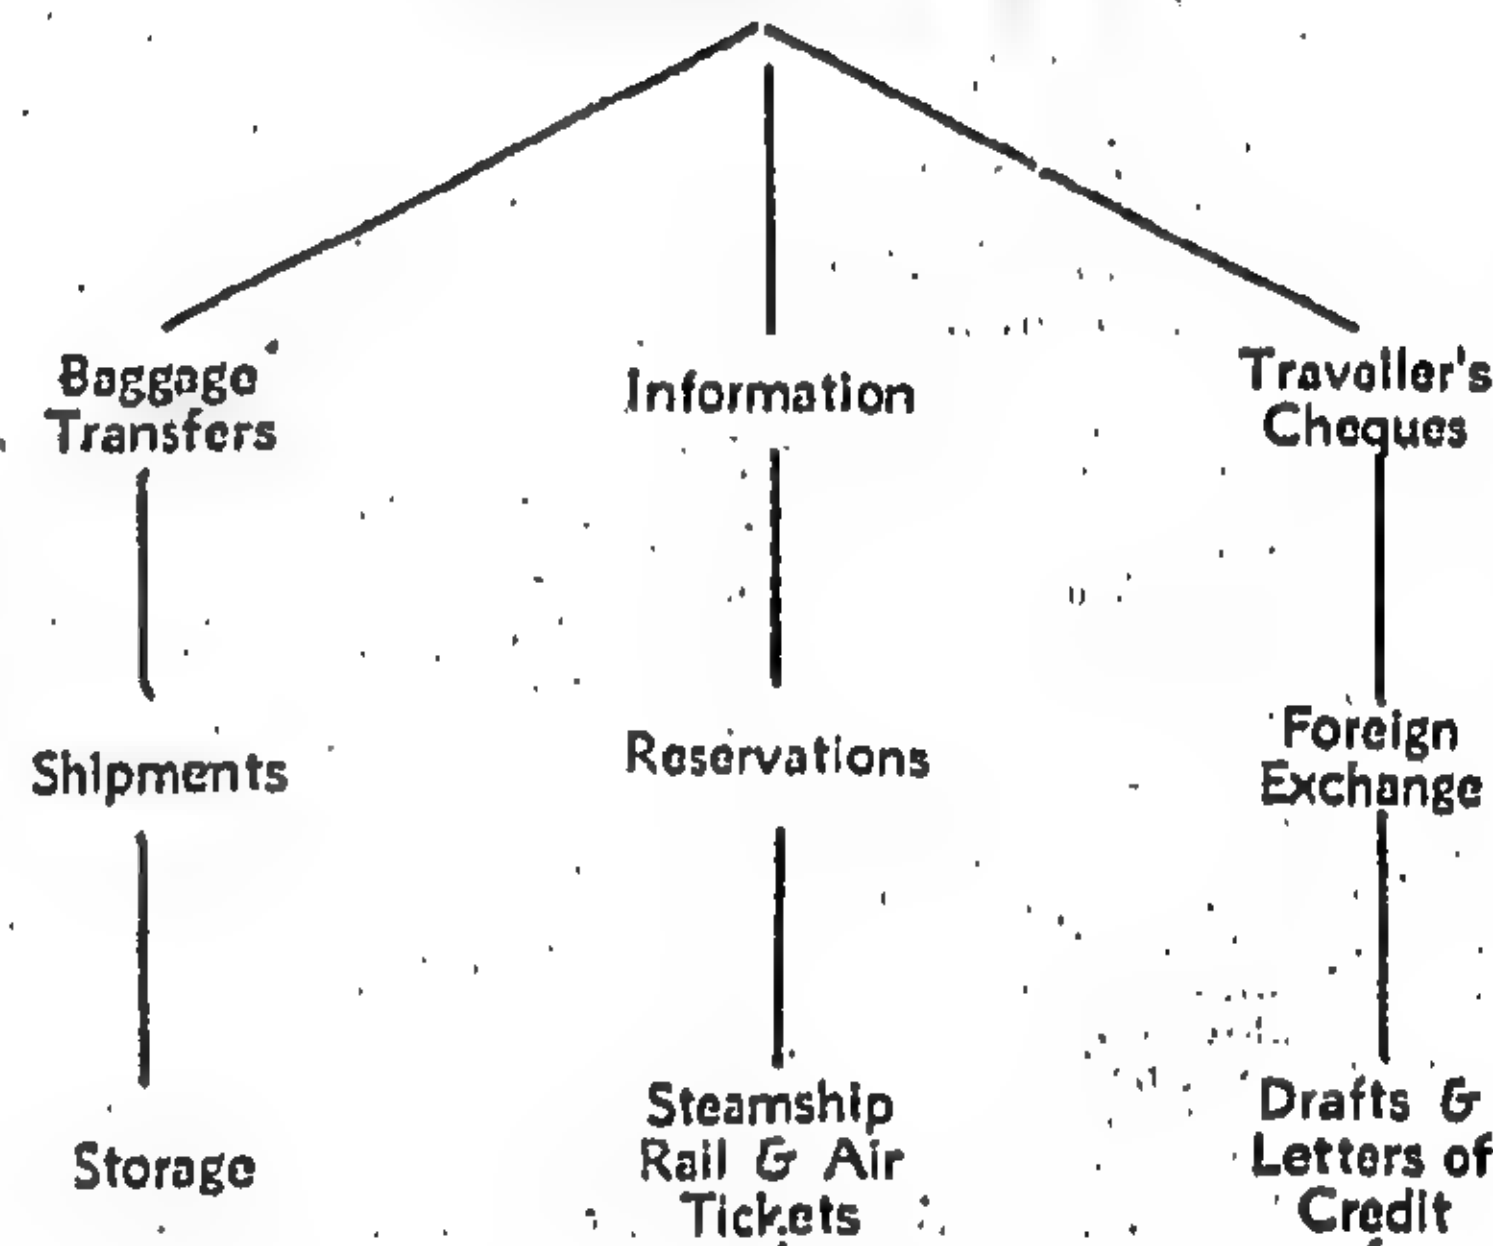 Baggage
Transfers
Information
Traveller's
Cheques
Shipments
Reservations
Foreign
Exchange
Storage
Steamship
Rail & Air
Tickets
Drafts &
Letters of
Credit